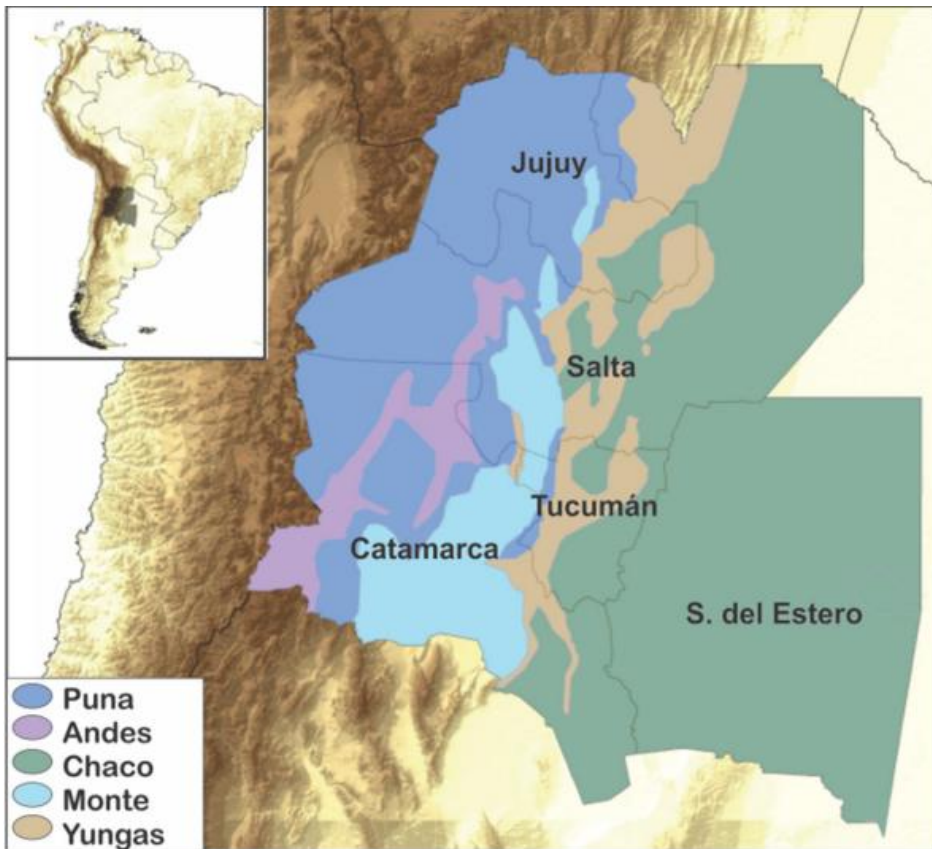 Jujuy
Salta
Tucumán
Catamarca
S. del Estero
Puna
Andes
Chaco
Monte
Yungas